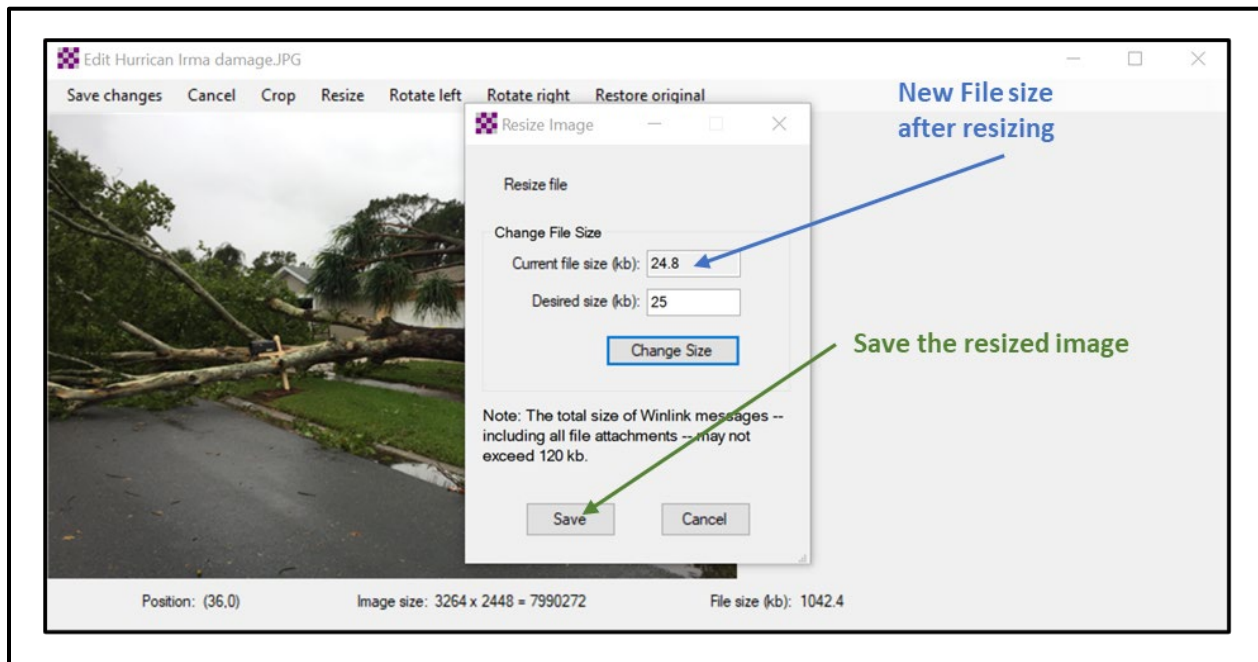 Edit Hurrican Irma damage.JPG
Save changes Cancel Crop Resize Rotate left Rotate right Restore original
New File size
after resizing
Resize Image
Resize file
Change File Size
Current file size (kb): 24.8
Desired size (kb): 25
Change Size
Save the resized image
Note: The total size of Winlink messages --
including all file attachments -- may not
exceed 120 kb.
Save Cancel
Position: (36,0) Image size: 3264 x 2448 = 7990272 File size (kb): 1042.4